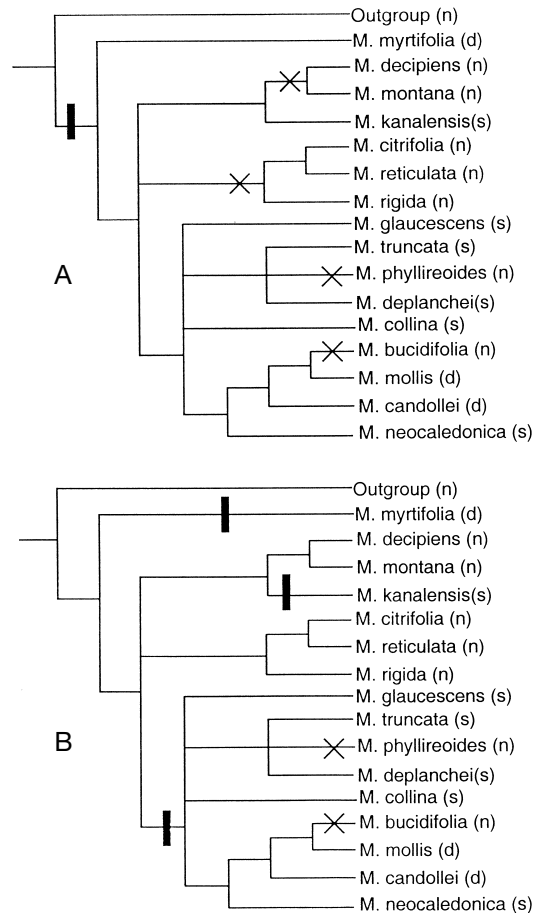 Outgroup (n)
M. myrtifolia (d)
M. decipiens (n)
M. montana (n)
M. kanalensis(s)
M. citrifolia (n)
M. reticulata (n)
M. rigida (n)
M. glaucescens (s)
M. truncata (s)
A
M. phyllireoides (n)
M. deplanchei(s)
M. collina (s)
M. bucidifolia (n)
M. mollis (d)
M. candollei (d)
M. neocaledonica (s)
Outgroup (n)
M. myrtifolia (d)
M. decipiens (n)
M. montana (n)
M. kanalensis(s)
M. citrifolia (n)
M. reticulata (n)
M. rigida (n)
M. glaucescens (s)
M. truncata (s)
B
M. phyllireoides (n)
M. deplanchei(s)
M. collina (s)
M. bucidifolia (n)
M. mollis (d)
M. candollei (d)
M. neocaledonica (s)